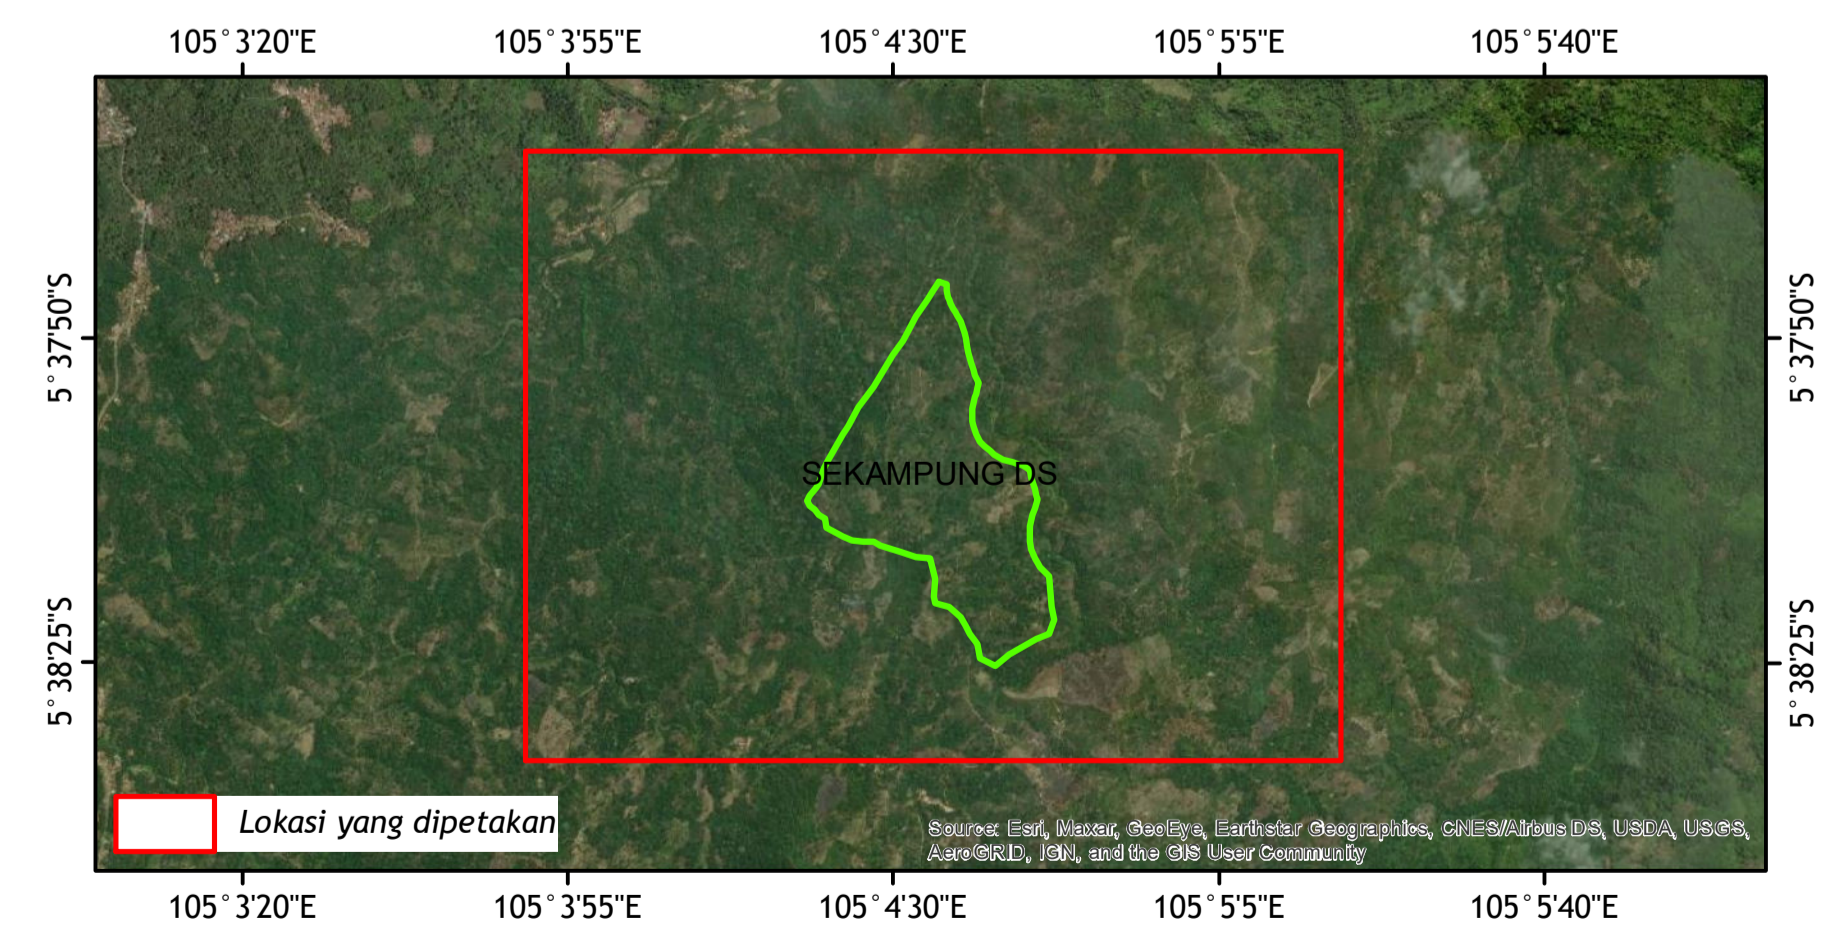 105°3'20"E 105°3'55"E 105°4'30"E 105°5'5"E 105°5'40"E
5°37'50"S 5°37'50"S
SEKAMPUNG DS
5°38'25"S 5°38'25"S
Lokasi yang dipetakan
Source: Esri, Maxar, GeoEye, Earthstar Geographics, CNES/Airbus DS, USDA, USGS,
AeroGRID, IGN, and the GIS User Community
105°3'20"E 105°3'55"E 105°4'30"E 105°5'5"E 105°5'40"E